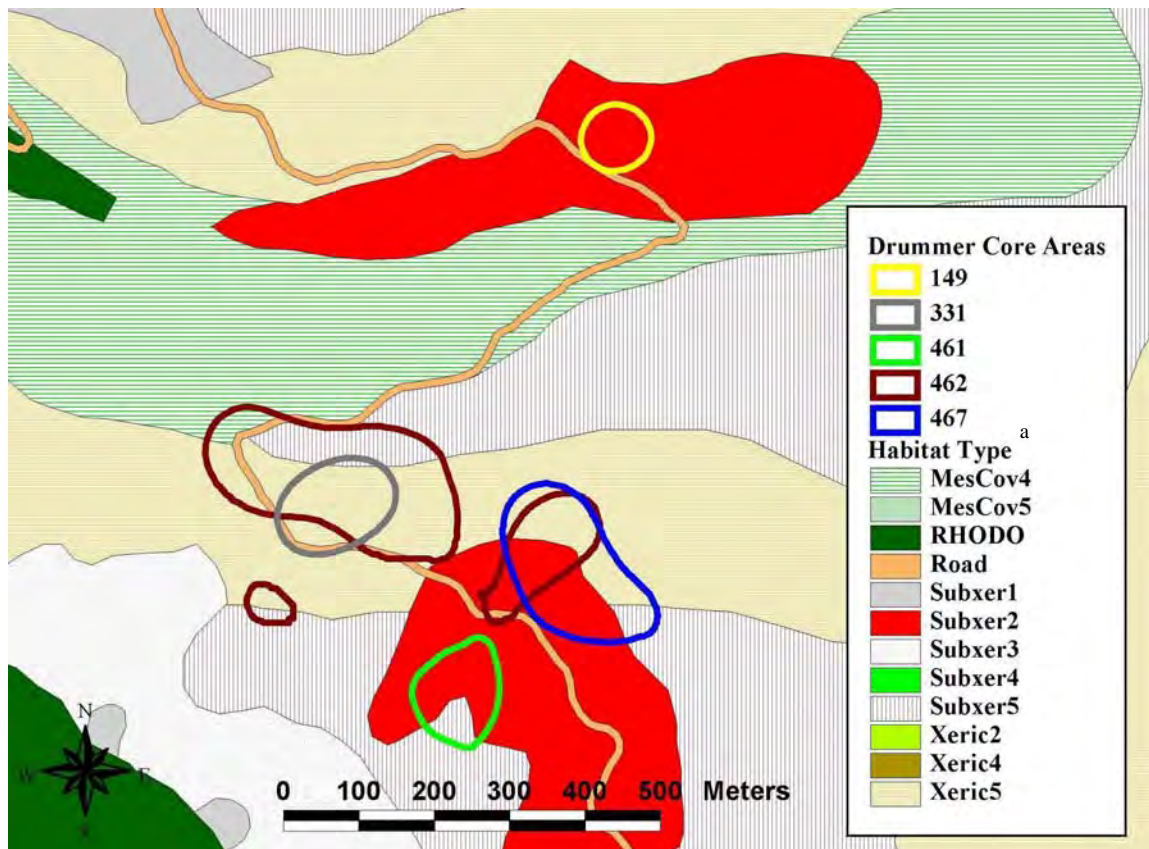 Drummer Core Areas
149
331
461
462
467
a
Habitat Type
MesCov4
MesCov5
RHODO
Road
Subxer1
Subxer2
Subxer3
Subxer4
Subxer5
Xeric2
Xeric4
Xeric5
N
W E
S
0 100 200 300 400 500 Meters